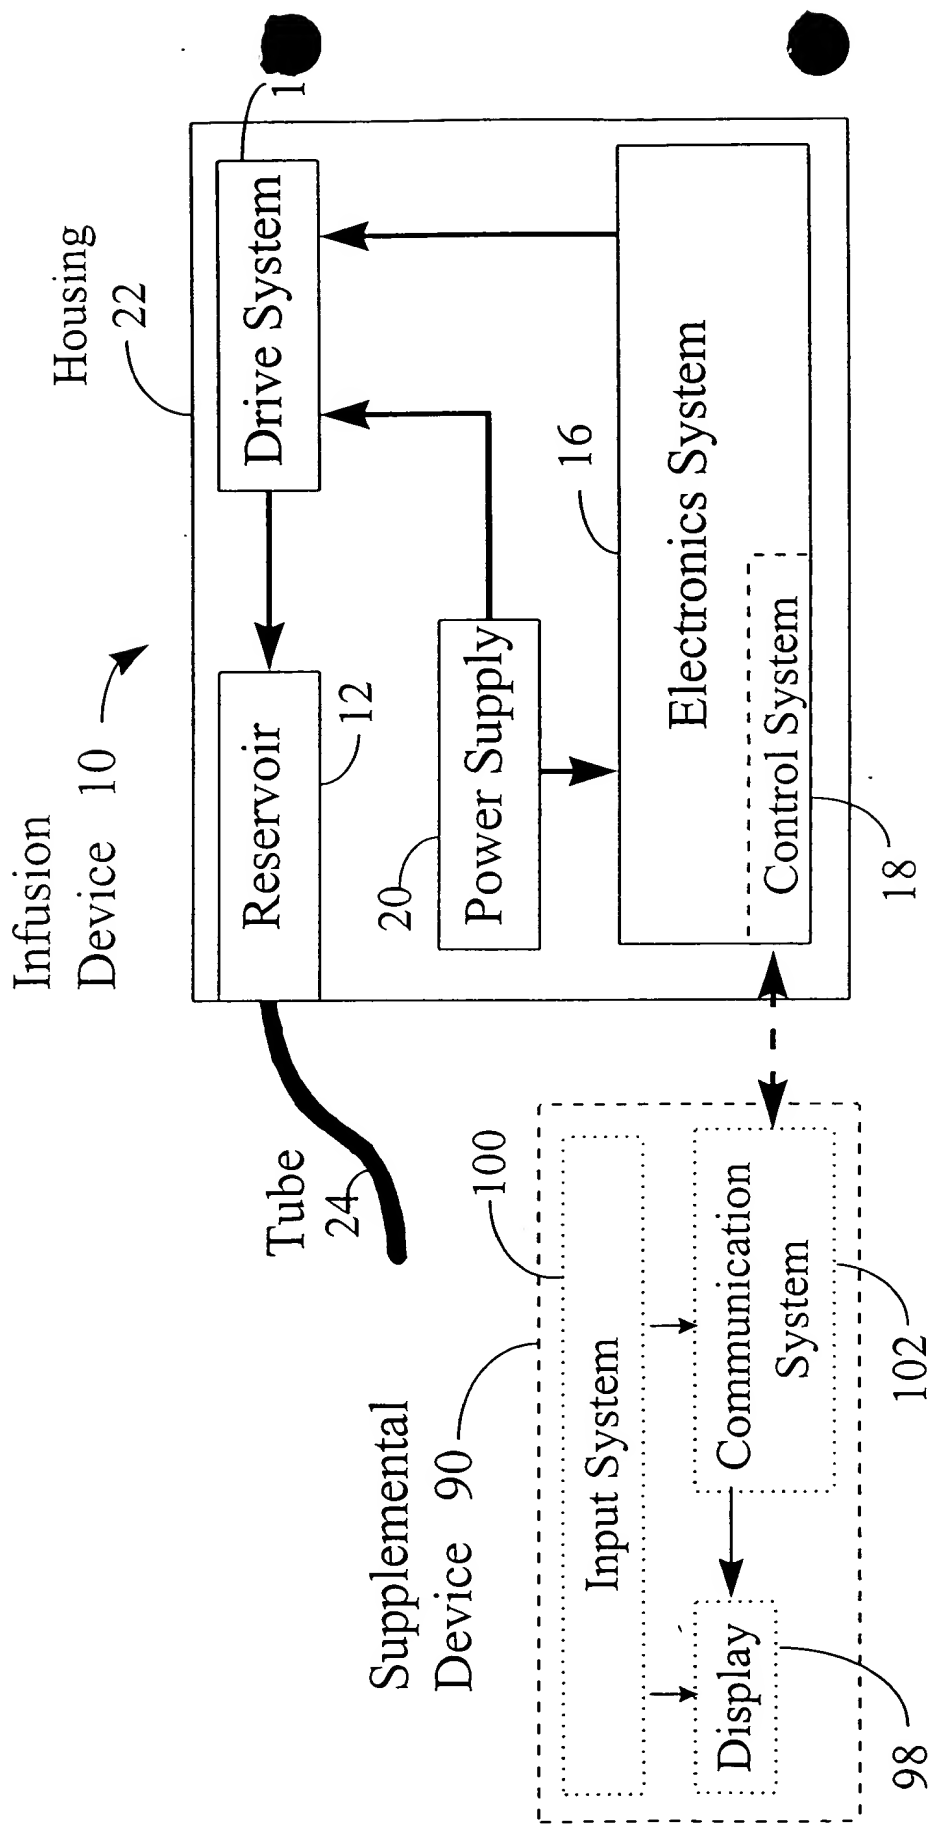 Infusion
Device 10
Housing
22
Reservoir
12
Drive System
1
Tube
24
20
Power Supply
16
Electronics System
Control System
18
Supplemental
Device 90
100
Input System
Communication
System
102
Display
98